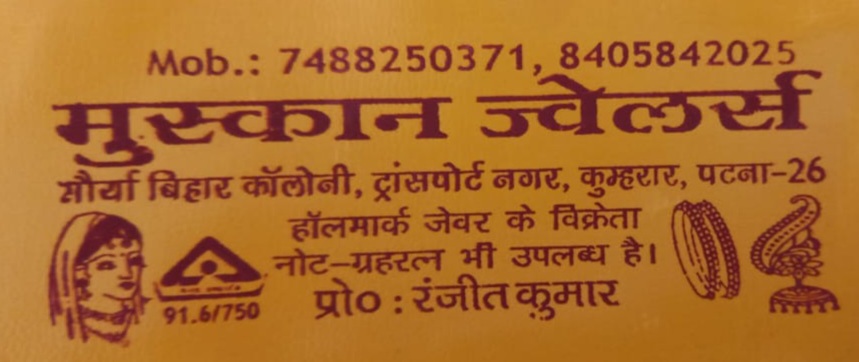 Mob.: 7488250371, 8405842025
मुस्कान ज्वेलर्स
मौर्या बिहार कॉलोनी, ट्रांसपोर्ट नगर, कुम्हरार, पटना-26
हॉलमार्क जेवर के विक्रेता
नोट-ग्रहरत्न भी उपलब्ध है।
प्रो० : रंजीत कुमार
91.6/750